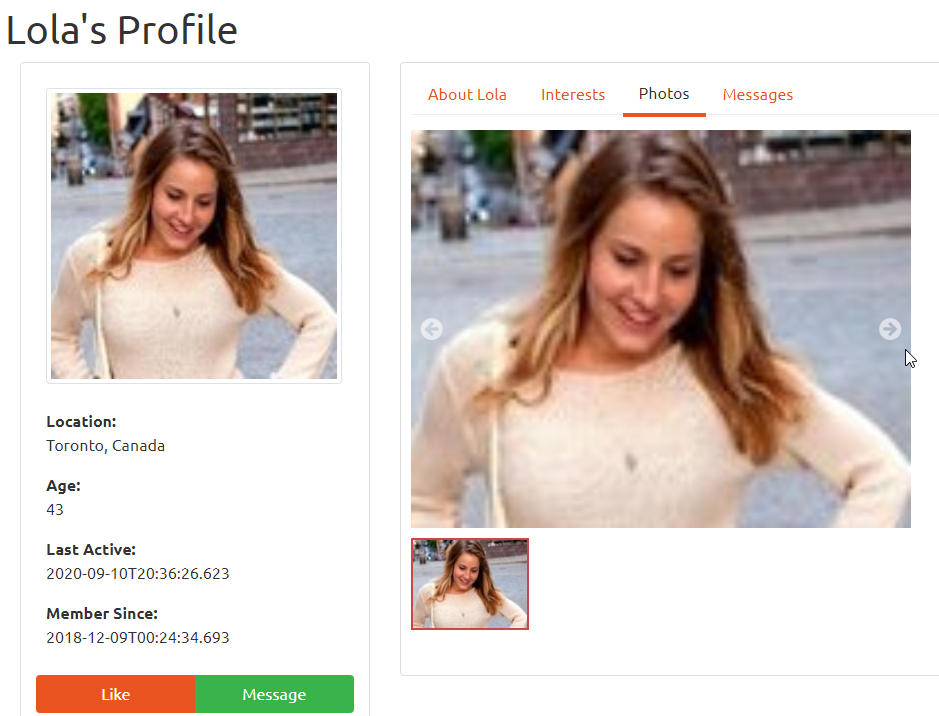 Lola's Profile
Location:
Toronto, Canada
Age:
43
Last Active:
2020-09-10T20:36:26.623
Member Since:
2018-12-09T00:24:34.693
Like Message
About Lola Interests Photos Messages